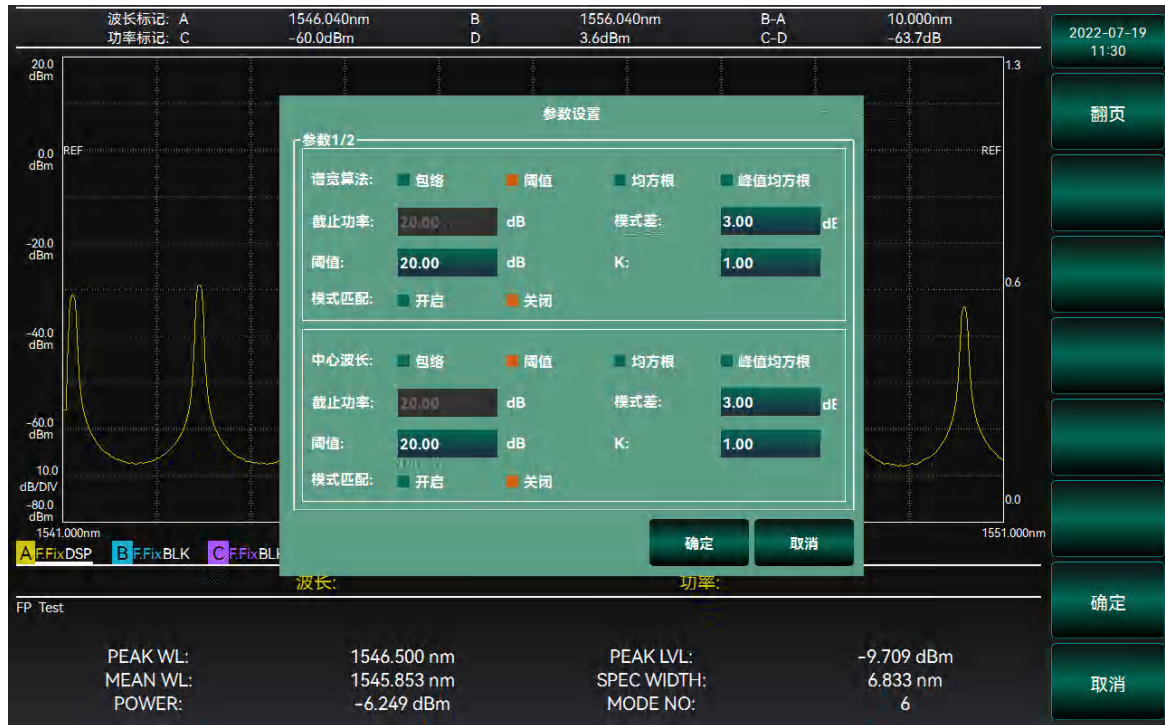 波长标记: A 1546.040nm B 1556.040nm B-A 10.000nm
功率标记: C -60.0dBm D 3.6dBm C-D -63.7dB
2022-07-19
11:30
翻页
确定
取消
20.0
dBm
1.3
REF
0.0
dBm
REF
-20.0
dBm
0.6
-40.0
dBm
-60.0
dBm
10.0
dB/DIV
-80.0
dBm
0.0
1541.000nm
1551.000nm
参数设置
参数1/2
谱宽算法: 包络 阈值 均方根 峰值均方根
截止功率: 20.00 dB 模式差: 3.00 dB
阈值: 20.00 dB K: 1.00
模式匹配: 开启 关闭
中心波长: 包络 阈值 均方根 峰值均方根
截止功率: 20.00 dB 模式差: 3.00 dB
阈值: 20.00 dB K: 1.00
模式匹配: 开启 关闭
确定 取消
A F.FixDSP B F.FixBLK C F.FixBL
波长: 功率:
FP Test
PEAK WL: 1546.500 nm PEAK LVL: -9.709 dBm
MEAN WL: 1545.853 nm SPEC WIDTH: 6.833 nm
POWER: -6.249 dBm MODE NO: 6